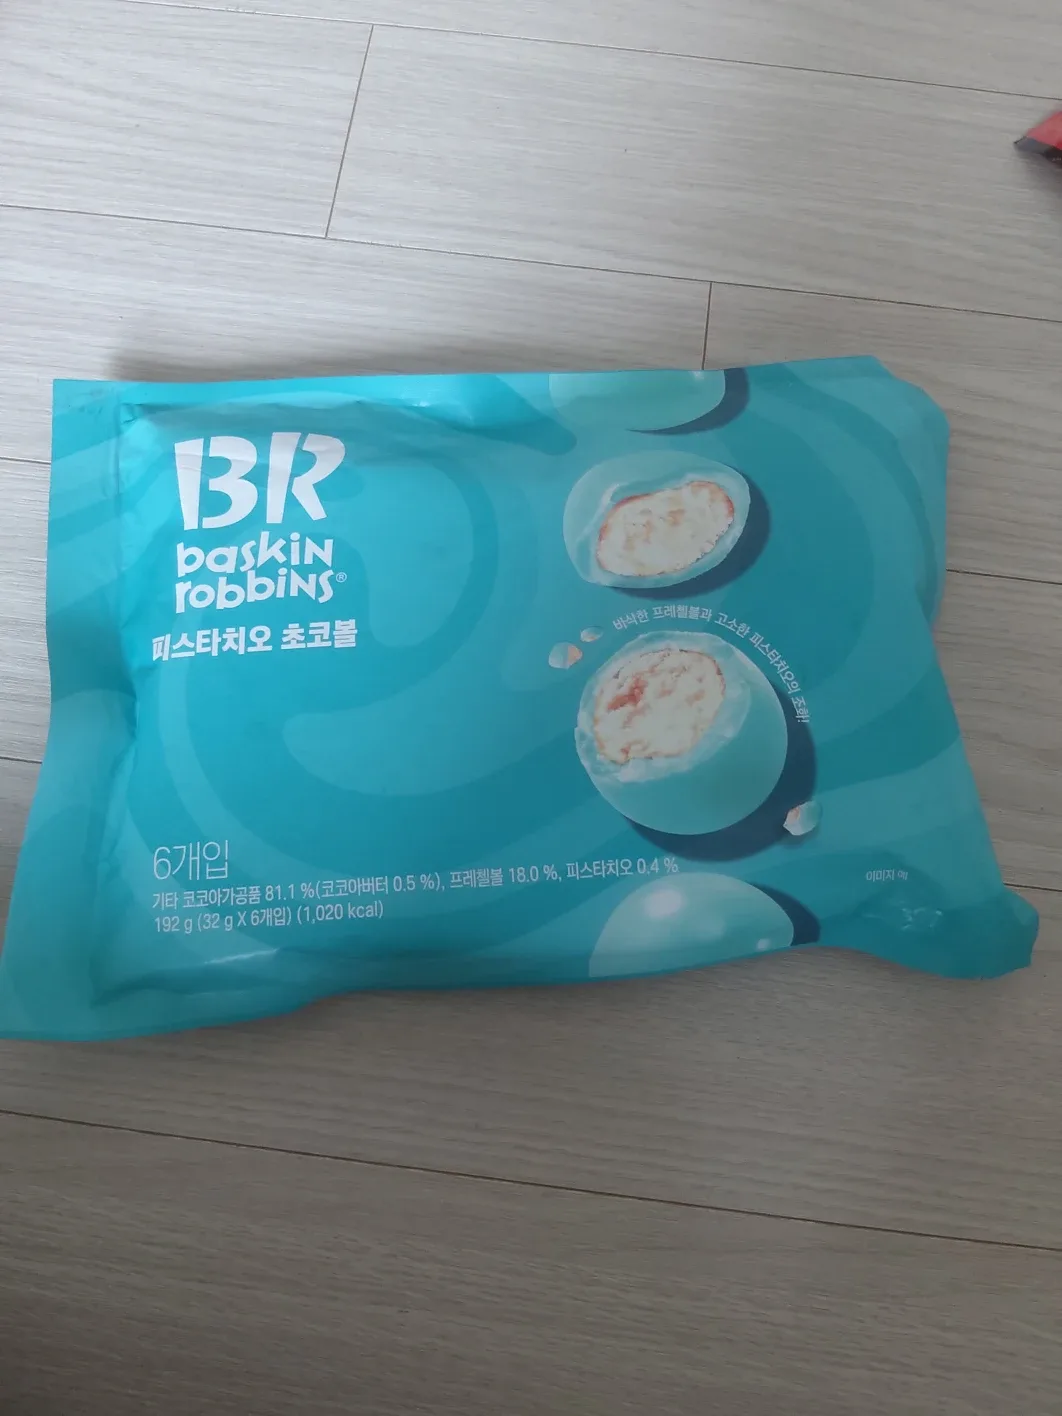 BR
baskin
robbins®
피스타치오 초코볼
바삭한 프레첼볼과 고소한 피스타치오의 조화!
6개입
기타 코코아가공품 81.1 %(코코아버터 0.5 %), 프레첼볼 18.0 %, 피스타치오 0.4 %
192 g (32 g X 6개입) (1,020 kcal)
이미지 예